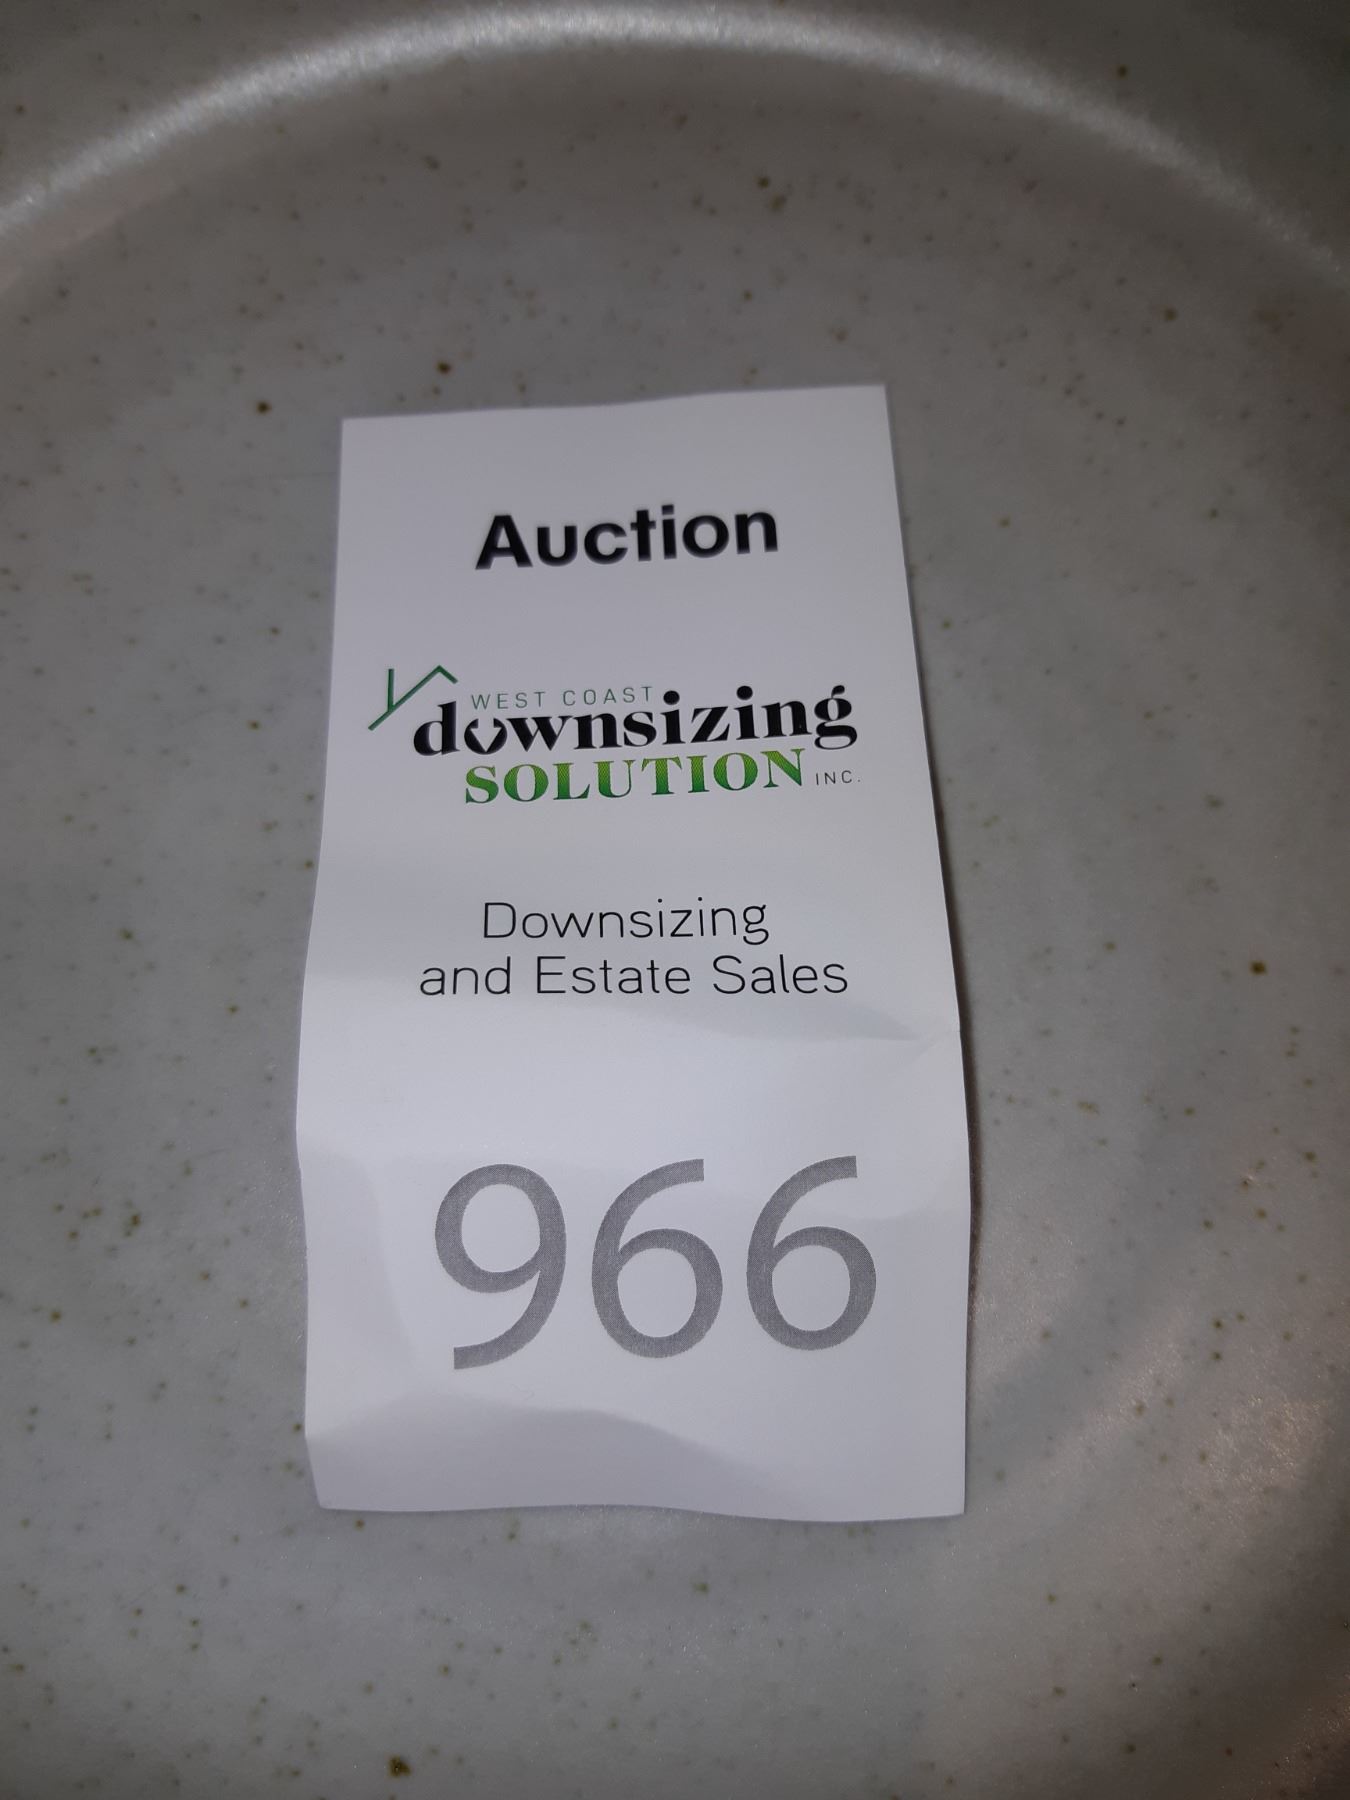 Auction
WEST COAST
downsizing
SOLUTION INC.
Downsizing
and Estate Sales
966